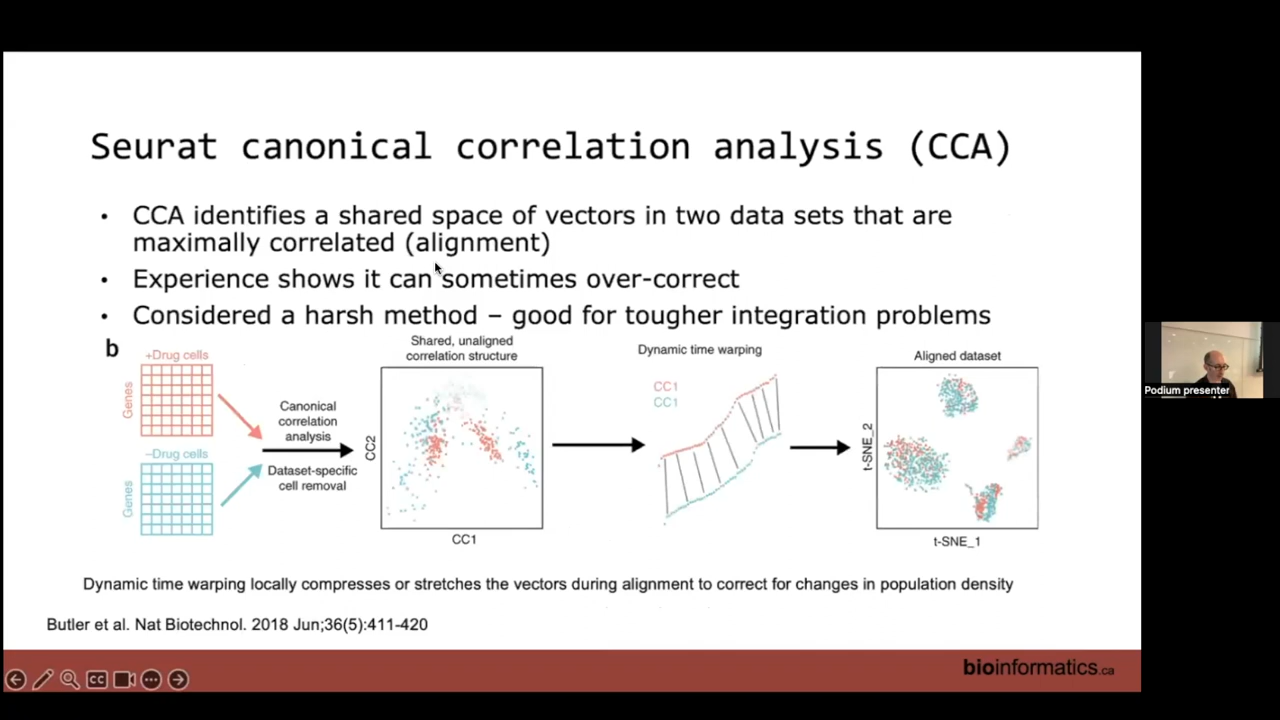 Seurat canonical correlation analysis (CCA)
• CCA identifies a shared space of vectors in two data sets that are
maximally correlated (alignment)
• Experience shows it can sometimes over-correct
• Considered a harsh method – good for tougher integration problems
b
+Drug cells
Genes
–Drug cells
Genes
Canonical
correlation
analysis
Dataset-specific
cell removal
Shared, unaligned
correlation structure
CC2
CC1
Dynamic time warping
CC1
CC1
Aligned dataset
t-SNE_2
t-SNE_1
Dynamic time warping locally compresses or stretches the vectors during alignment to correct for changes in population density
Butler et al. Nat Biotechnol. 2018 Jun;36(5):411-420
CC
bioinformatics.ca
Podium presenter